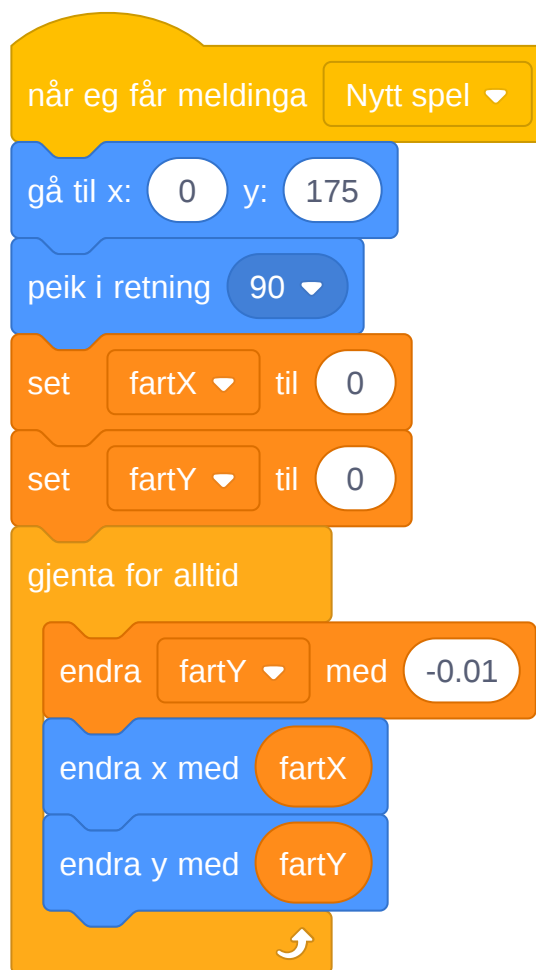 når eg får meldinga Nytt spel
gå til x: 0 y: 175
peik i retning 90
set fartX til 0
set fartY til 0
gjenta for alltid
endra fartY med -0.01
endra x med fartX
endra y med fartY